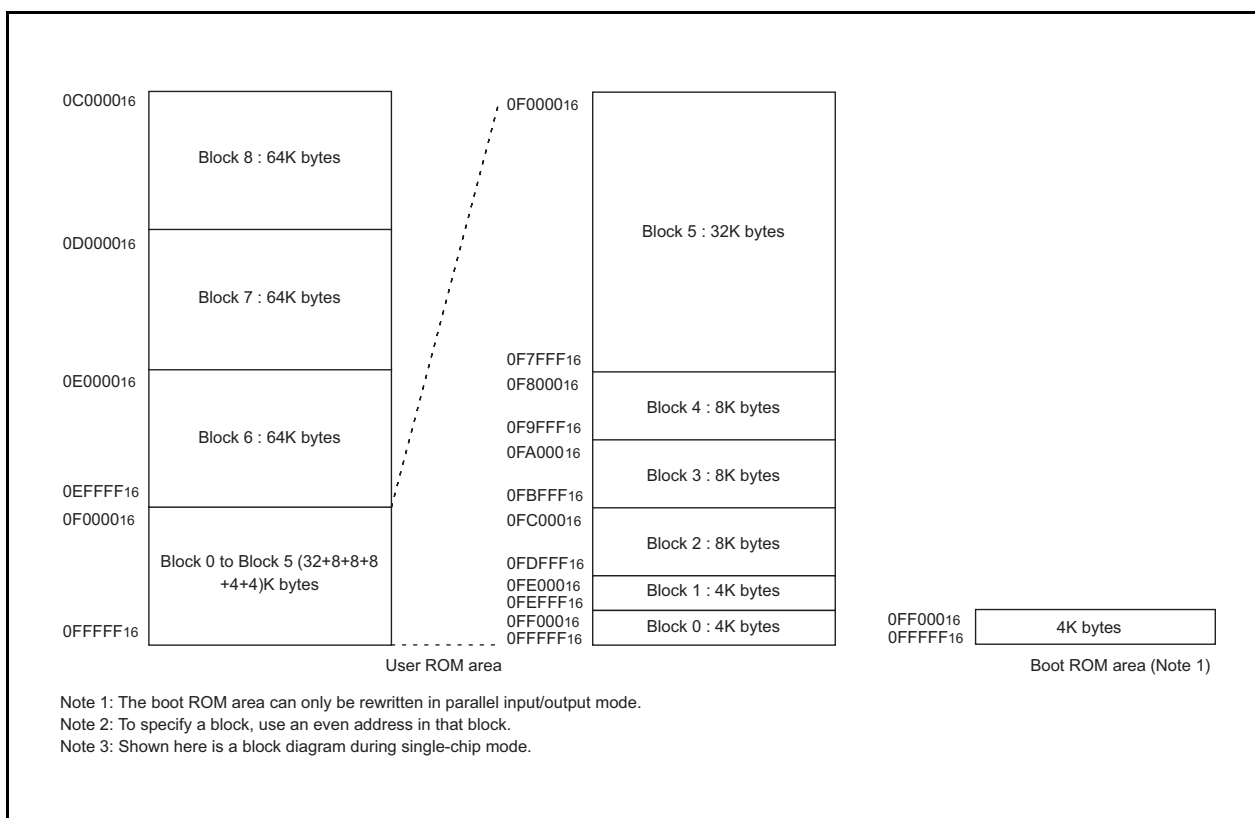 0C000016
Block 8 : 64K bytes
0D000016
Block 7 : 64K bytes
0E000016
Block 6 : 64K bytes
0EFFFF16
0F000016
Block 0 to Block 5 (32+8+8+8
+4+4)K bytes
0FFFFF16
0F000016
Block 5 : 32K bytes
0F7FFF16
0F800016
Block 4 : 8K bytes
0F9FFF16
0FA00016
Block 3 : 8K bytes
0FBFFF16
0FC00016
Block 2 : 8K bytes
0FDFFF16
0FE00016
Block 1 : 4K bytes
0FEFFF16
0FF00016
Block 0 : 4K bytes
0FFFFF16
User ROM area
0FF00016
4K bytes
0FFFFF16
Boot ROM area (Note 1)
Note 1: The boot ROM area can only be rewritten in parallel input/output mode.
Note 2: To specify a block, use an even address in that block.
Note 3: Shown here is a block diagram during single-chip mode.